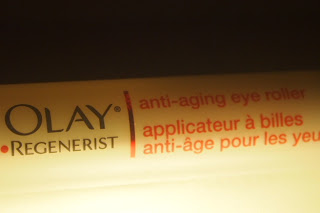 OLAY®
•REGENERIST
anti-aging eye roller
applicateur à billes
anti-âge pour les yeu